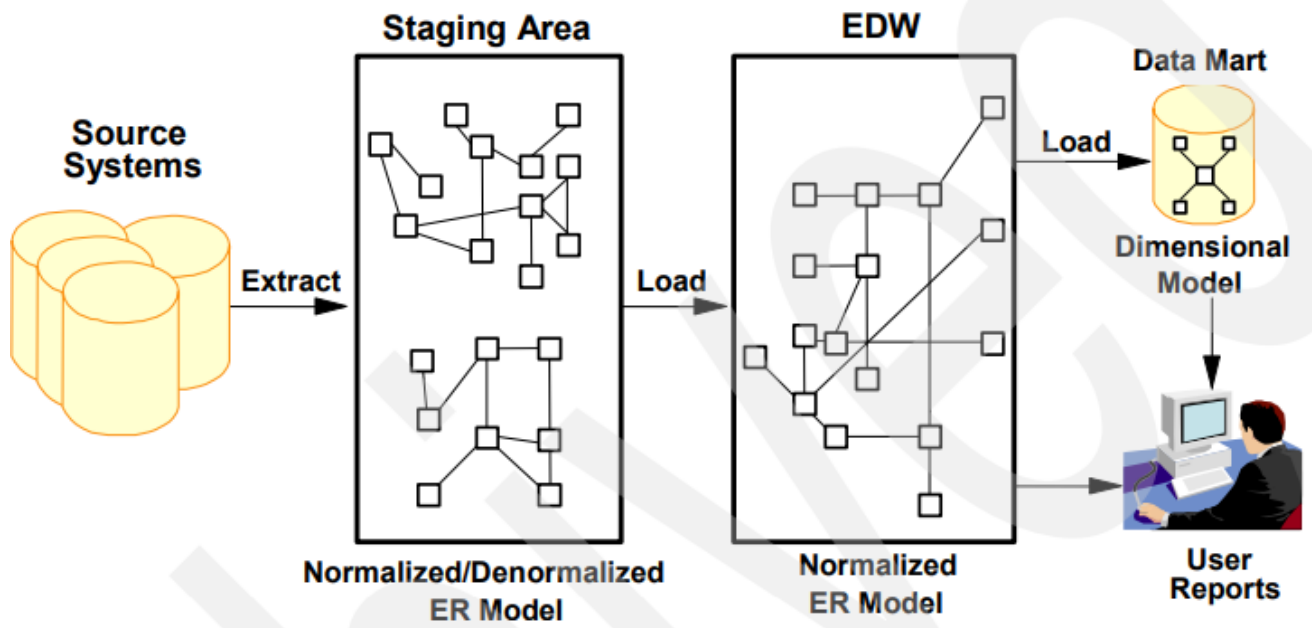 Staging Area
EDW
Data Mart
Source
Systems
Extract
Load
Load
Dimensional
Model
Normalized/Denormalized
ER Model
Normalized
ER Model
User
Reports